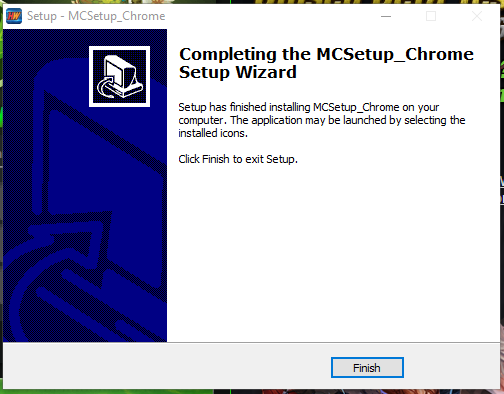 Setup - MCSetup_Chrome
Completing the MCSetup_Chrome
Setup Wizard
Setup has finished installing MCSetup_Chrome on your
computer. The application may be launched by selecting the
installed icons.
Click Finish to exit Setup.
Finish